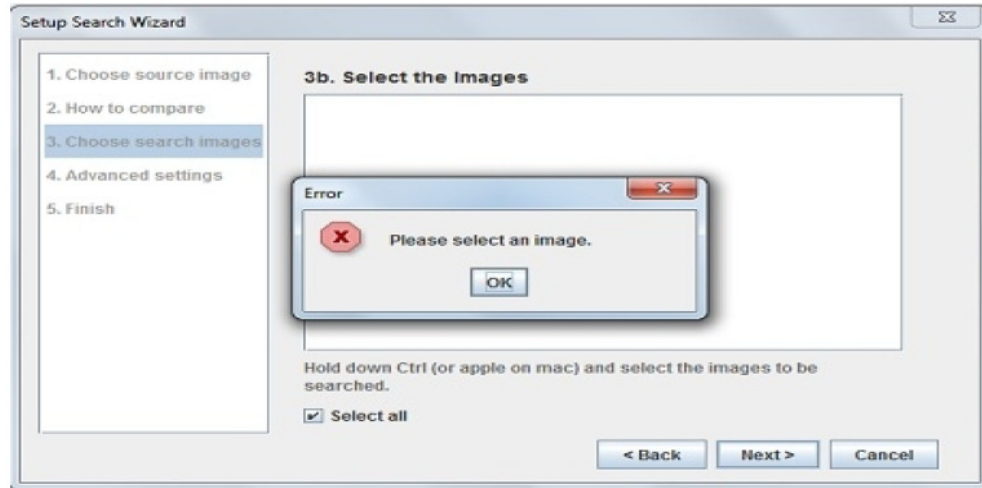 Setup Search Wizard
1. Choose source image
2. How to compare
3. Choose search images
4. Advanced settings
5. Finish
3b. Select the Images
Error
Please select an image.
OK
Hold down Ctrl (or apple on mac) and select the images to be
searched.
Select all
< Back
Next >
Cancel